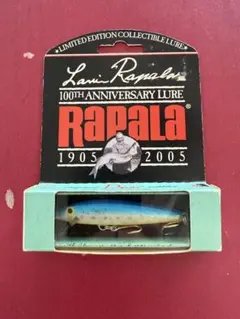 LIMITED EDITION COLLECTIBLE LURE
Lauri Rapala
100TH ANNIVERSARY LURE
RAPALA®
1905 2005